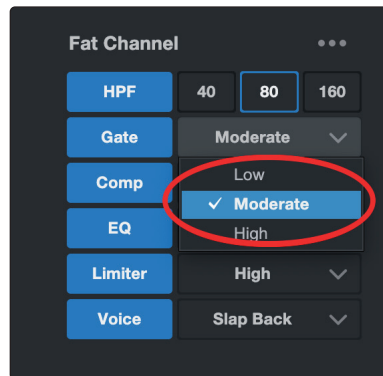 Fat Channel
HPF 40 80 160
Gate Moderate
Low
Comp
✓ Moderate
EQ
High
Limiter High
Voice Slap Back